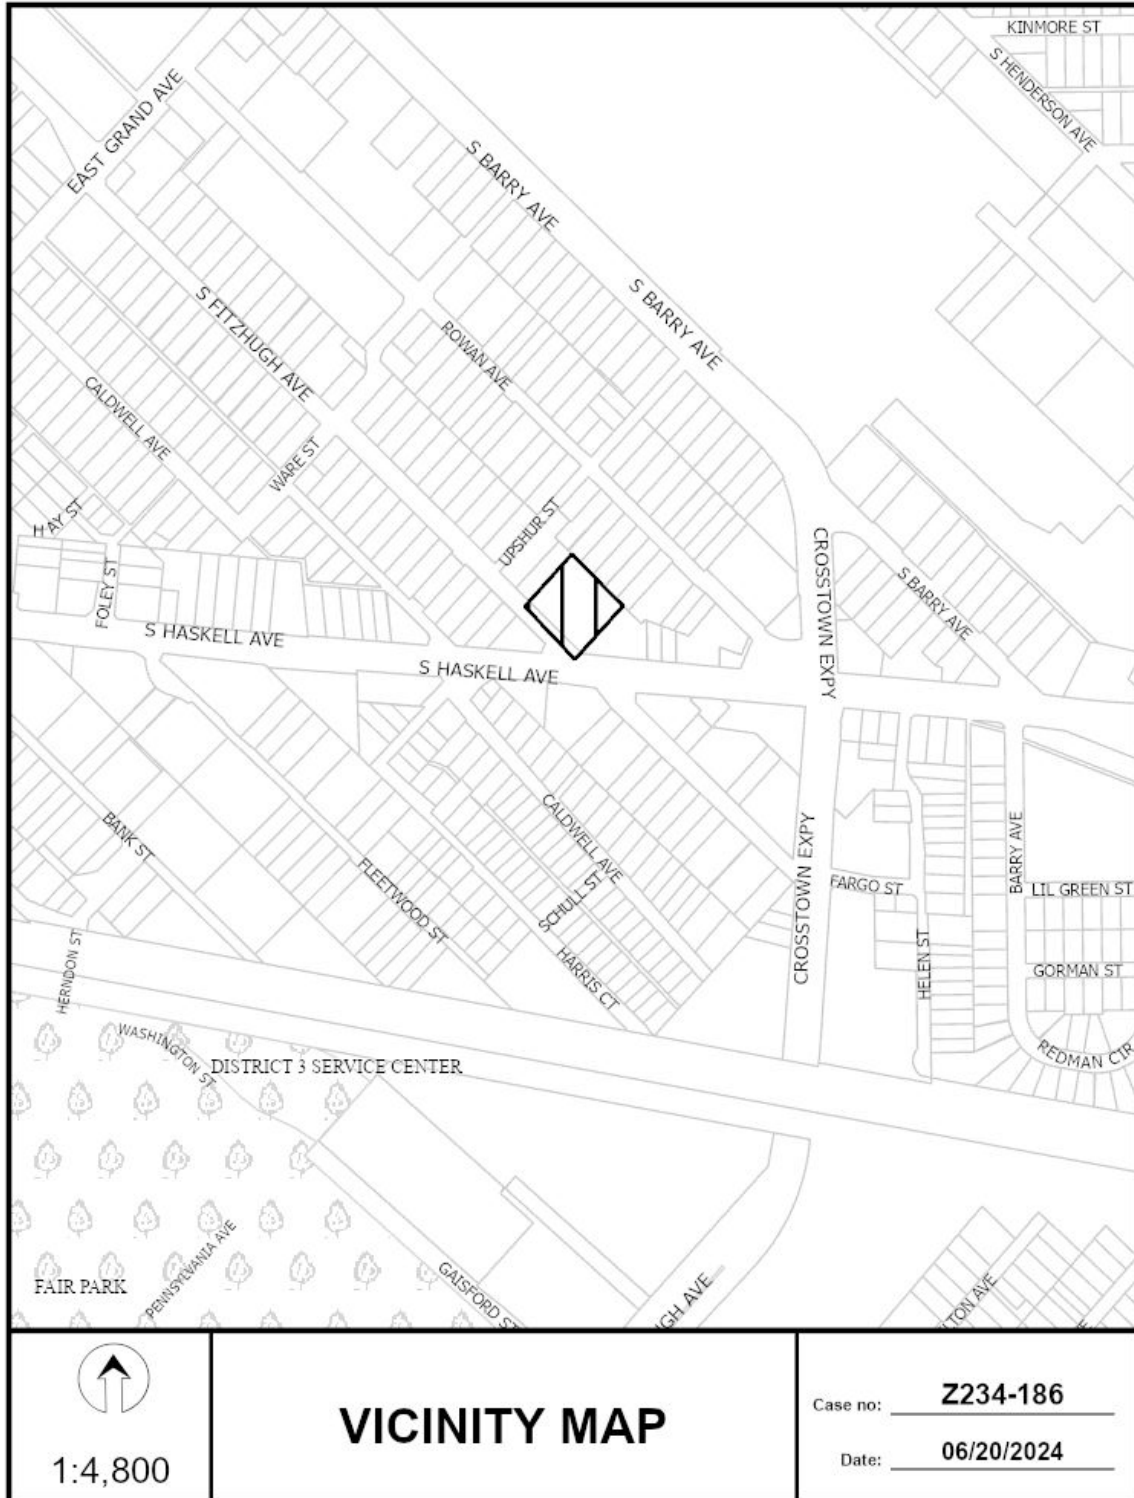 KINMORE ST
S HENDERSON AVE
EAST GRAND AVE
S BARRY AVE
S BARRY AVE
S FITZHUGH AVE
ROWAN AVE
CALDWELL AVE
WARE ST
HAY ST
UPSHUR ST
FOLEY ST
CROSSTOWN EXPY
S BARRY AVE
S HASKELL AVE
S HASKELL AVE
BANK ST
CALDWELL AVE
FLEETWOOD ST
SCHULL ST
CROSSTOWN EXPY
FARGO ST
BARRY AVE
LIL GREEN ST
HERNDON ST
HARRIS CT
HELEN ST
GORMAN ST
WASHINGTON ST
DISTRICT 3 SERVICE CENTER
REDMAN CIR
FAIR PARK
PENNSYLVANIA AVE
GAISFORD ST
GH AVE
TON AVE
1:4,800
VICINITY MAP
Case no: Z234-186
Date: 06/20/2024